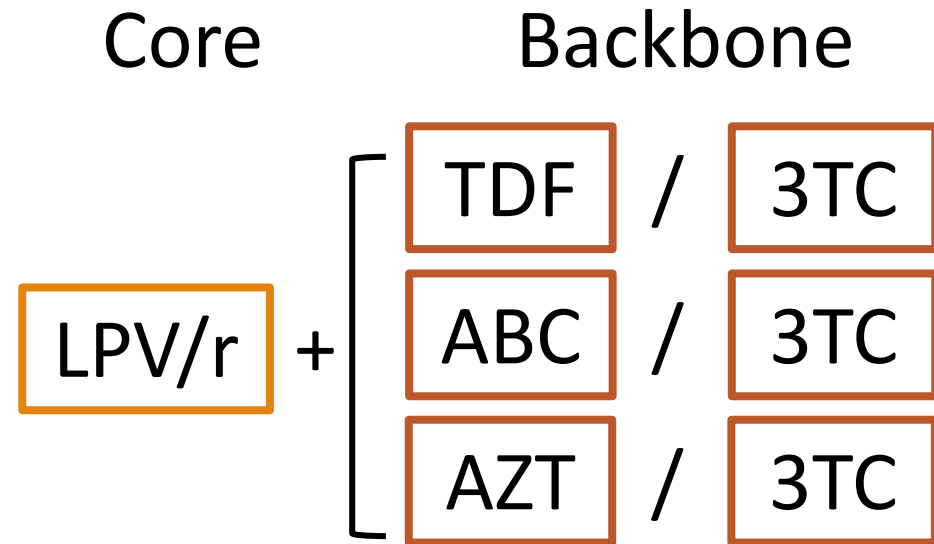 Core Backbone
TDF / 3TC
LPV/r + ABC / 3TC
AZT / 3TC